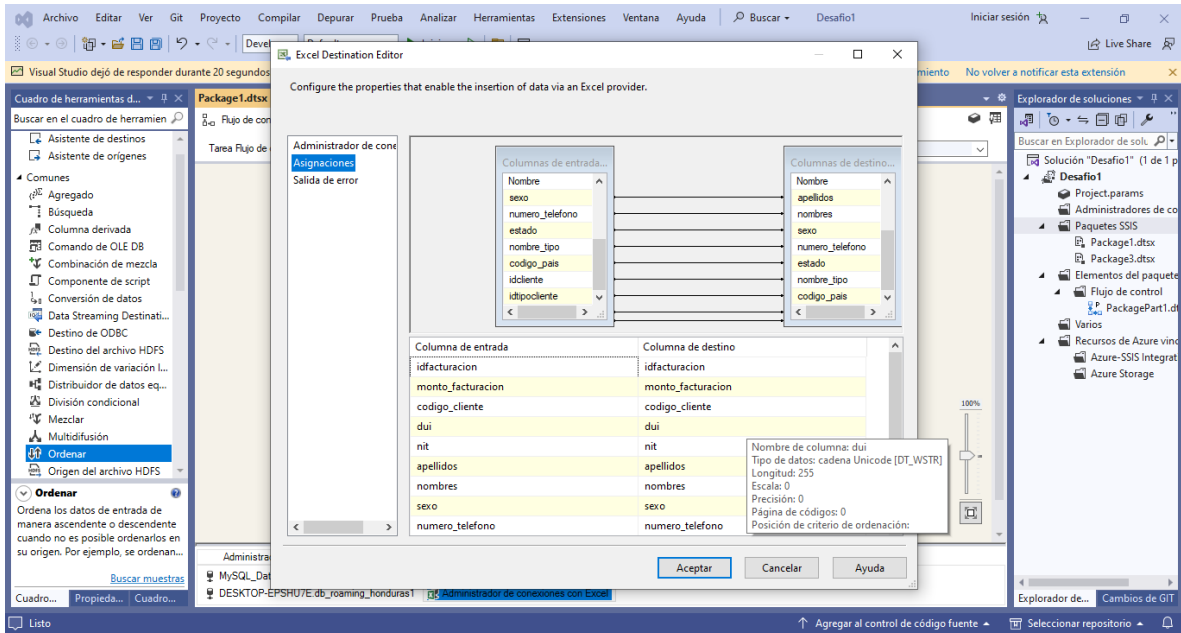 Archivo Editar Ver Git Proyecto Compilar Depurar Prueba Analizar Herramientas Extensiones Ventana Ayuda Buscar Desafio1 Iniciar sesión
Live Share
Visual Studio dejó de responder durante 20 segundos
miento No volver a notificar esta extensión
Cuadro de herramientas d...
Buscar en el cuadro de herramien
Asistente de destinos
Asistente de orígenes
Comunes
Agregado
Búsqueda
Columna derivada
Comando de OLE DB
Combinación de mezcla
Componente de script
Conversión de datos
Data Streaming Destinati...
Destino de ODBC
Destino del archivo HDFS
Dimensión de variación l...
Distribuidor de datos eq...
División condicional
Mezclar
Multidifusión
Ordenar
Origen del archivo HDFS
Ordenar
Ordena los datos de entrada de
manera ascendente o descendente
cuando no es posible ordenarlos en
su origen. Por ejemplo, se ordenan...
Buscar muestras
Cuadro... Propieda... Cuadro...
Package1.dtsx
Flujo de con
Tarea Flujo de
Excel Destination Editor
Configure the properties that enable the insertion of data via an Excel provider.
Administrador de cone
Asignaciones
Salida de error
Columnas de entrada...
Nombre
sexo
numero_telefono
estado
nombre_tipo
codigo_pais
idcliente
idtipocliente
Columnas de destino...
Nombre
apellidos
nombres
sexo
numero_telefono
estado
nombre_tipo
codigo_pais
Columna de entrada Columna de destino
idfacturacion idfacturacion
monto_facturacion monto_facturacion
codigo_cliente codigo_cliente
dui dui
nit nit
apellidos apellidos
nombres nombres
sexo sexo
numero_telefono numero_telefono
Nombre de columna: dui
Tipo de datos: cadena Unicode [DT_WSTR]
Longitud: 255
Escala: 0
Precisión: 0
Página de códigos: 0
Posición de criterio de ordenación:
Aceptar Cancelar Ayuda
100%
Administra
MySQL_Dat
DESKTOP-EPSHU7E.db_roaming_honduras1 Administrador de conexiones con Excel
Explorador de soluciones
Buscar en Explorador de solu
Solución "Desafio1" (1 de 1 p
Desafio1
Project.params
Administradores de co
Paquetes SSIS
Package1.dtsx
Package3.dtsx
Elementos del paquete
Flujo de control
PackagePart1.dt
Varios
Recursos de Azure vinc
Azure-SSIS Integrat
Azure Storage
Explorador de... Cambios de GIT
Listo Agregar al control de código fuente Seleccionar repositorio